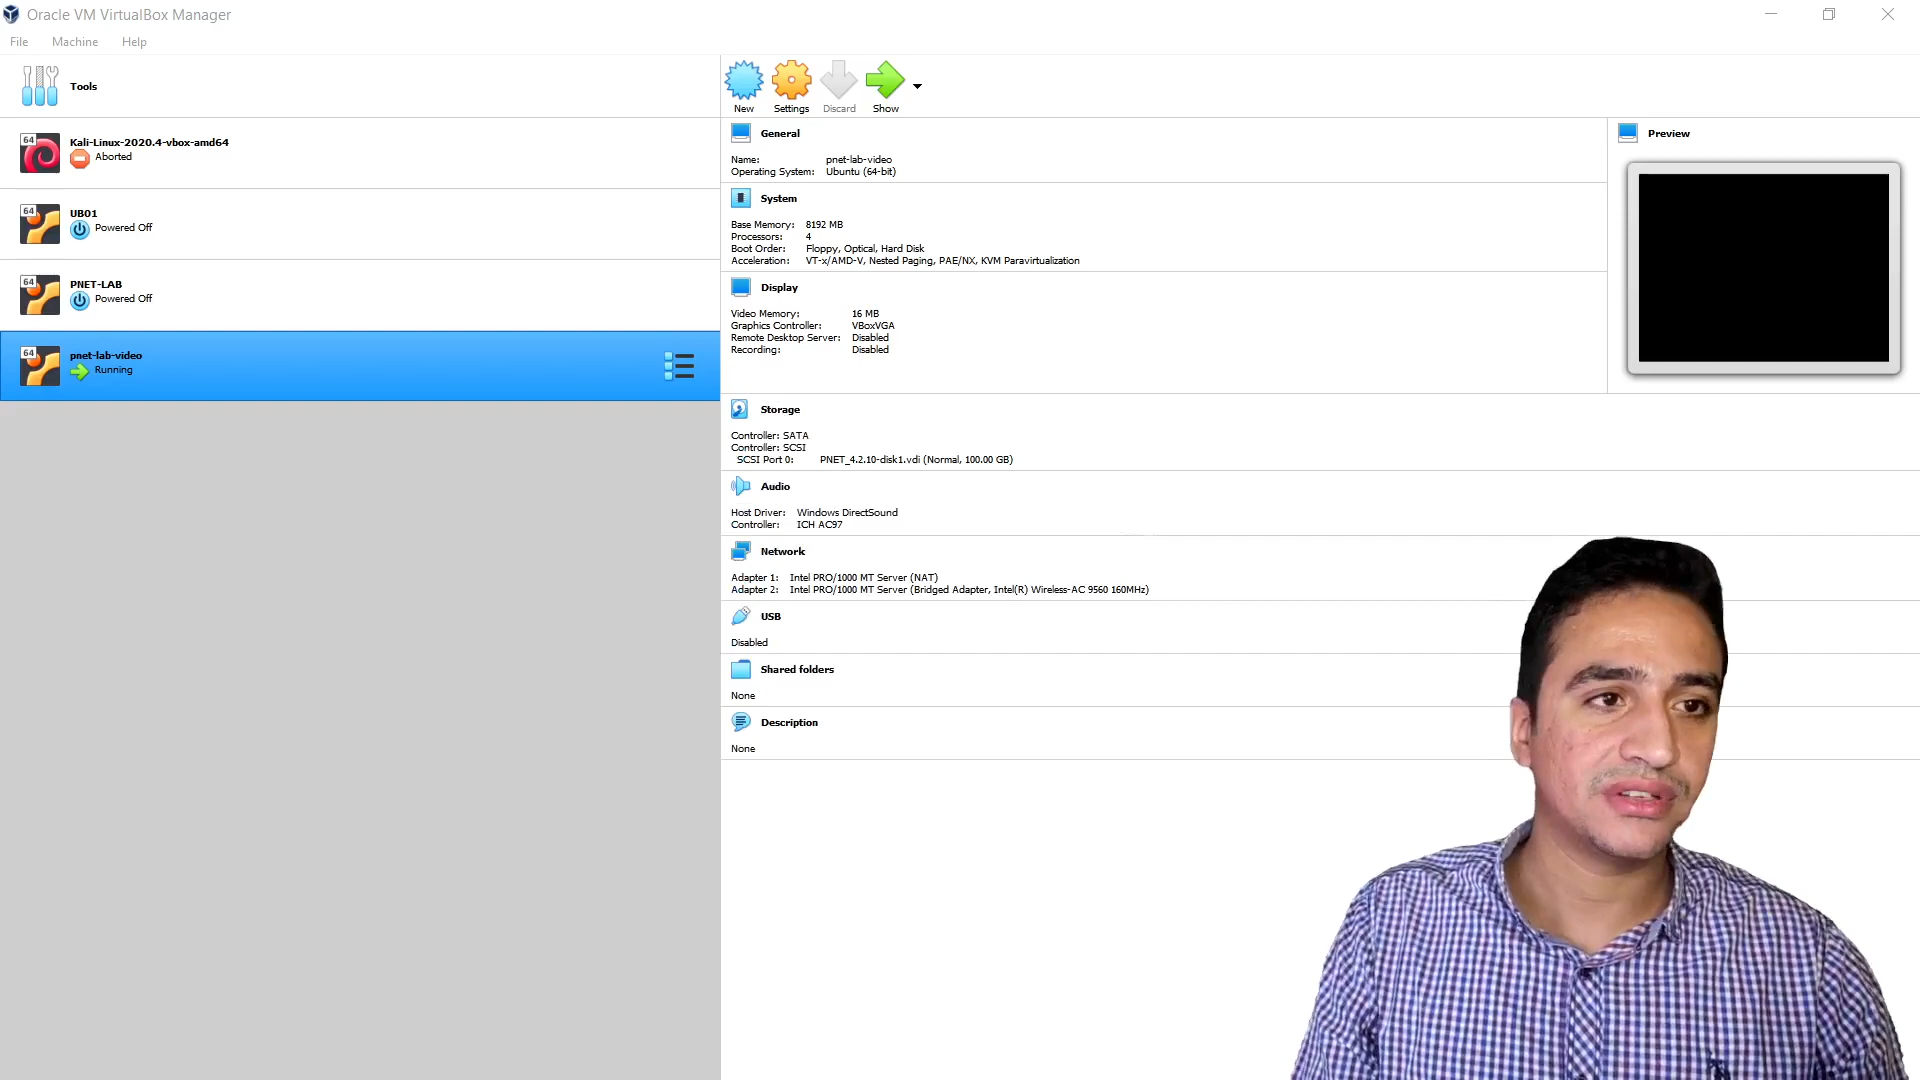 Oracle VM VirtualBox Manager
File Machine Help
Tools
64
Kali-Linux-2020.4-vbox-amd64
Aborted
64
UB01
Powered Off
64
PNET-LAB
Powered Off
64
pnet-lab-video
Running
New Settings Discard Show
General
Name: pnet-lab-video
Operating System: Ubuntu (64-bit)
System
Base Memory: 8192 MB
Processors: 4
Boot Order: Floppy, Optical, Hard Disk
Acceleration: VT-x/AMD-V, Nested Paging, PAE/NX, KVM Paravirtualization
Display
Video Memory: 16 MB
Graphics Controller: VBoxVGA
Remote Desktop Server: Disabled
Recording: Disabled
Preview
Storage
Controller: SATA
Controller: SCSI
SCSI Port 0: PNET_4.2.10-disk1.vdi (Normal, 100.00 GB)
Audio
Host Driver: Windows DirectSound
Controller: ICH AC97
Network
Adapter 1: Intel PRO/1000 MT Server (NAT)
Adapter 2: Intel PRO/1000 MT Server (Bridged Adapter, Intel(R) Wireless-AC 9560 160MHz)
USB
Disabled
Shared folders
None
Description
None